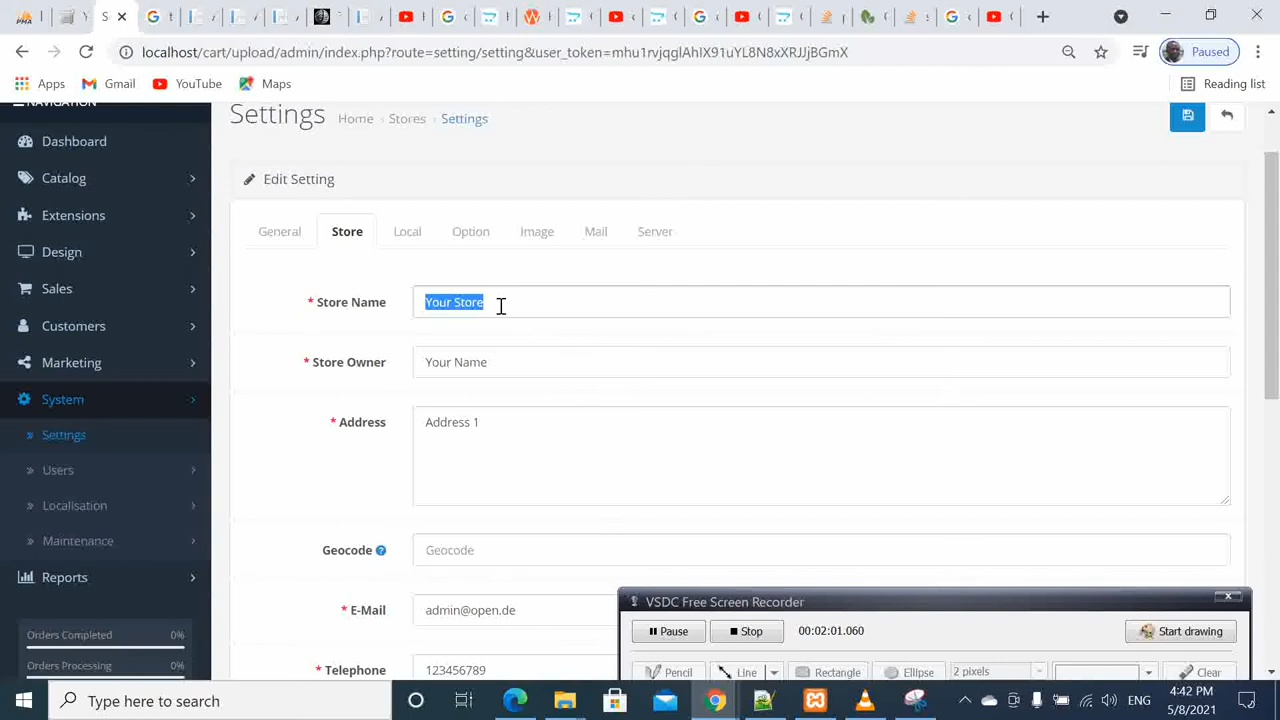 S
localhost/cart/upload/admin/index.php?route=setting/setting&user_token=mhu1rvjqglAhIX91uYL8N8xXRJJjBGmX
Paused
Apps
Gmail
YouTube
Maps
Reading list
NAVIGATION
Settings
Home › Stores › Settings
Dashboard
Catalog
Extensions
Design
Sales
Customers
Marketing
System
» Settings
» Users
» Localisation
» Maintenance
Reports
Orders Completed 0%
Orders Processing 0%
Edit Setting
General Store Local Option Image Mail Server
* Store Name Your Store
* Store Owner Your Name
* Address Address 1
Geocode Geocode
* E-Mail admin@open.de
* Telephone 123456789
VSDC Free Screen Recorder
Pause Stop 00:02:01.060 Start drawing
Pencil Line Rectangle Ellipse 2 pixels Clear
Type here to search
ENG
4:42 PM
5/8/2021